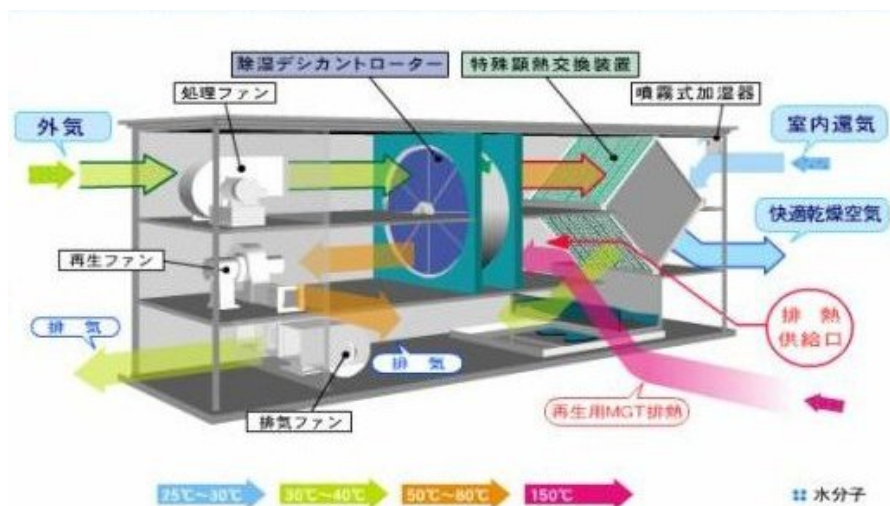 除湿デシカントローター
特殊顕熱交換装置
処理ファン
噴霧式加湿器
外気
室内還気
快適乾燥空気
再生ファン
排気
排熱
供給口
排気
再生用MGT排熱
排気ファン
25℃～30℃
30℃～40℃
50℃～80℃
150℃
水分子